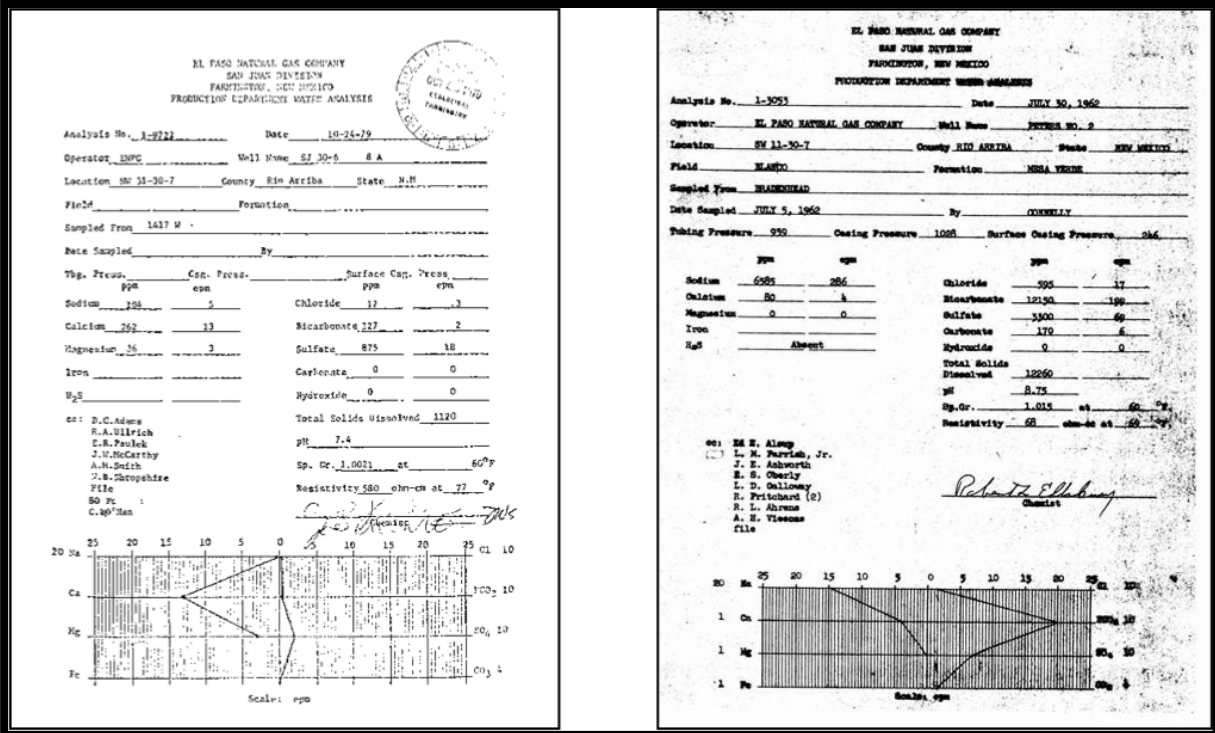 EL PASO NATURAL GAS COMPANY
SAN JUAN DIVISION
FARMINGTON, NEW MEXICO
PRODUCTION DEPARTMENT WATER ANALYSIS
Analysis No. 1-9722 Date 10-24-79
Operator ENPC Well Name SJ 30-6 8 A
Location NW 31-30-7 County Rio Arriba State N.M
Field Formation
Sampled From 1417 W
Date Sampled By
Tbg. Press. Csg. Press. Surface Csg. Press
ppm epm ppm epm
Sodium 5 Chloride 17 .3
Calcium 262 13 Bicarbonate 127 2
Magnesium 36 3 Sulfate 875 18
Iron Carbonate 0 0
H₂S Hydroxide 0 0
cc: D.C. Adams Total Solids Dissolved 1120
R.A. Ullrich
E.R. Paulek pH 7.4
J.W. McCarthy
A.M. Smith Sp. Gr. 1.0021 at 60°F
W.B. Shropshire
File Resistivity 580 ohm-cm at 77 °F
Chemist
25 20 15 10 5 0 5 10 15 20 25
20 Na Cl 10
Ca HCO₃ 10
Mg SO₄ 10
Fe CO₃
Scale: epm
EL PASO NATURAL GAS COMPANY
SAN JUAN DIVISION
FARMINGTON, NEW MEXICO
PRODUCTION DEPARTMENT WATER ANALYSIS
Analysis No. 1-3053 Date JULY 30, 1962
Operator EL PASO NATURAL GAS COMPANY Well Name PETERS NO. 2
Location SW 11-30-7 County RIO ARRIBA State NEW MEXICO
Field BLANCO Formation MESA VERDE
Sampled From BRADENHEAD
Date Sampled JULY 5, 1962 By CONNELLY
Tubing Pressure 939 Casing Pressure 1028 Surface Casing Pressure 246
ppm epm ppm epm
Sodium 6585 286 Chloride 595 17
Calcium 80 4 Bicarbonate 12150 199
Magnesium 0 0 Sulfate 3300 69
Iron Carbonate 170 6
H₂S Absent Hydroxide 0 0
Total Solids
Dissolved 12260
pH 8.75
Sp.Gr. 1.015 at 60 °F.
Resistivity 68 ohm-cm at 69 °F.
cc: Ed E. Alsup
L. M. Parrish, Jr.
J. E. Ashworth
E. S. Oberly
L. D. Galloway
R. Pritchard (2)
R. L. Ahrens
A. H. Viescas
file
Chemist
25 20 15 10 5 0 5 10 15 20 25
20 Na Cl 10
1 Ca HCO₃ 10
1 Mg SO₄ 10
1 Fe CO₃
Scale: epm